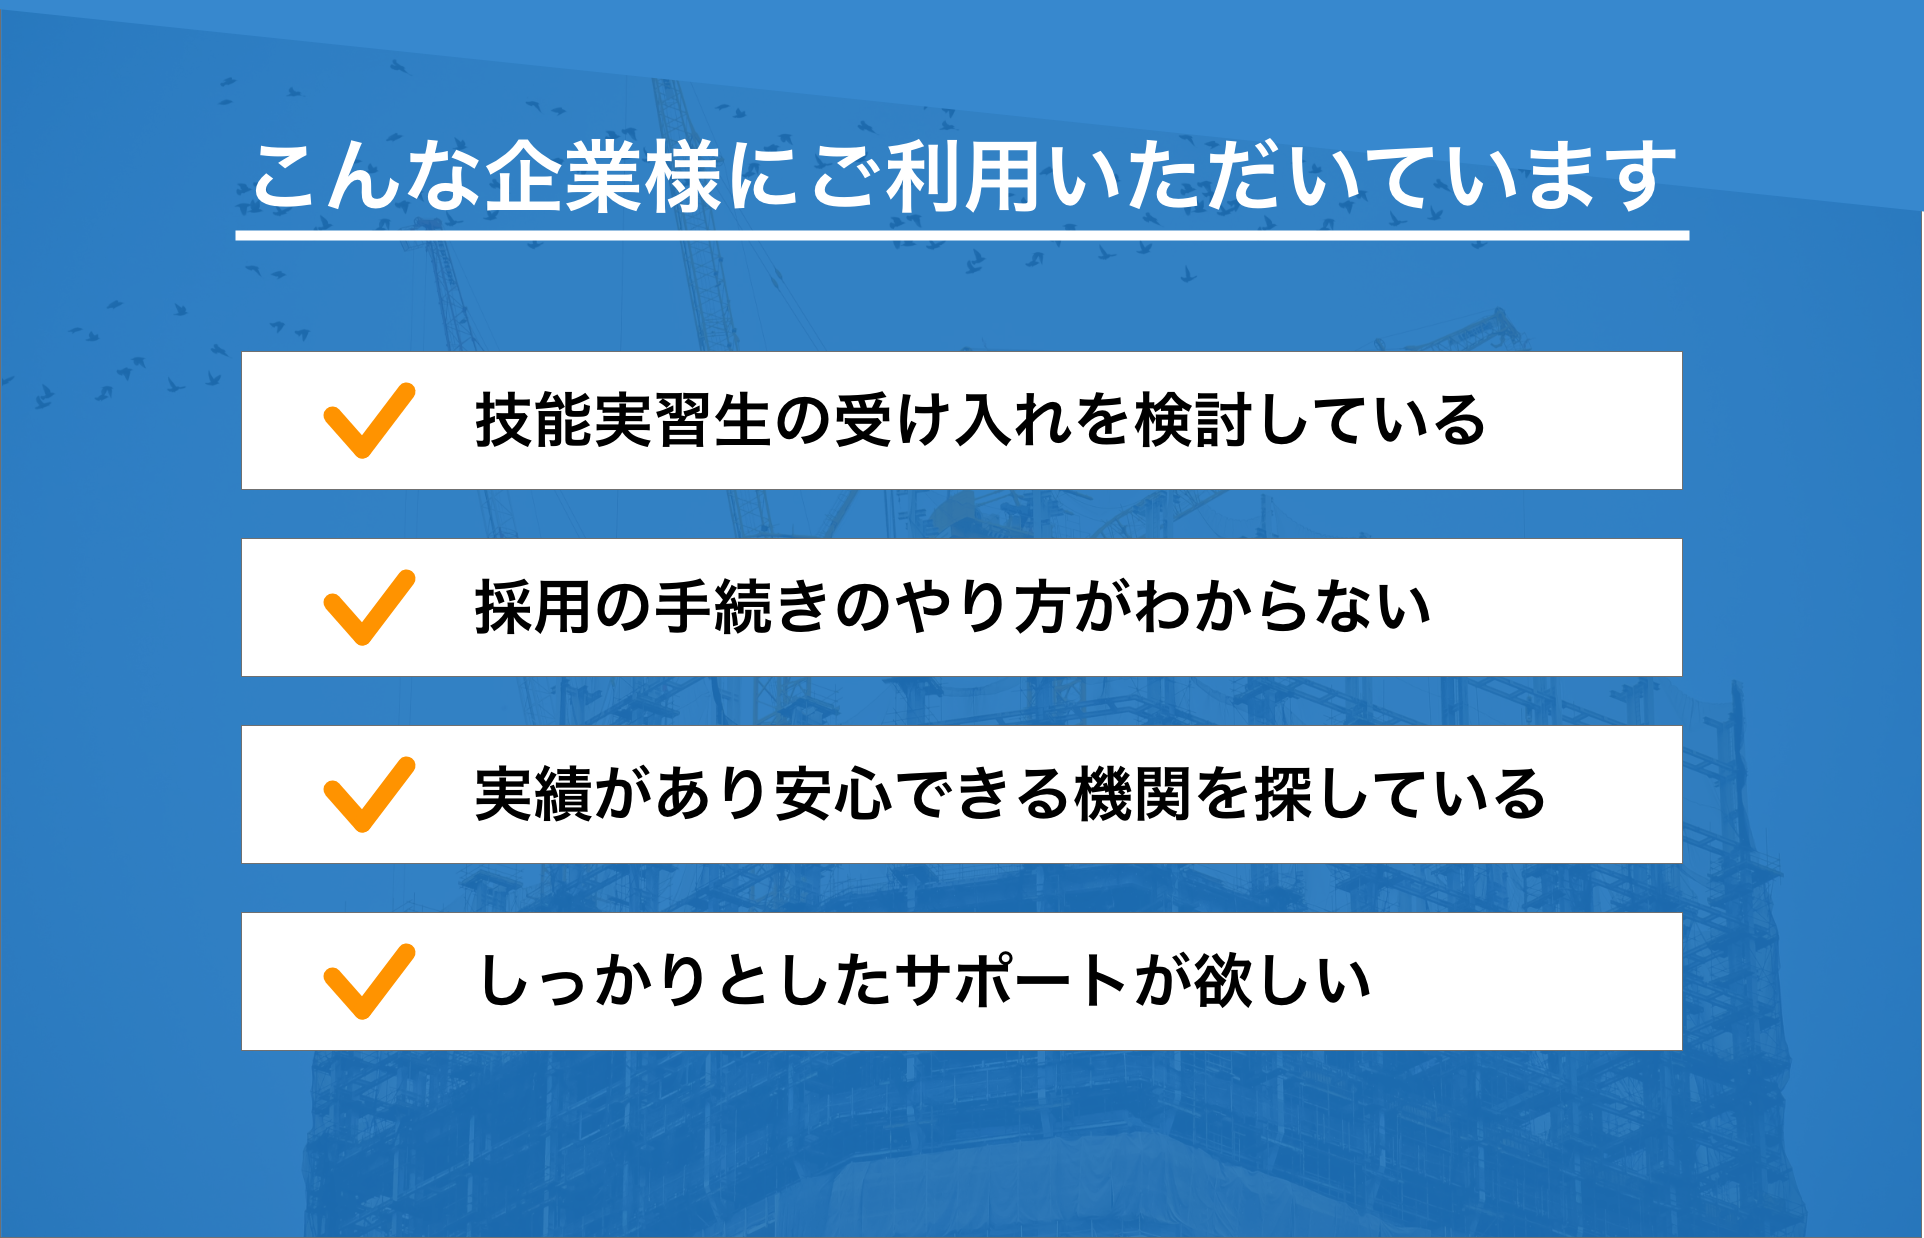 こんな企業様にご利用いただいています
技能実習生の受け入れを検討している
採用の手続きのやり方がわからない
実績があり安心できる機関を探している
しっかりとしたサポートが欲しい